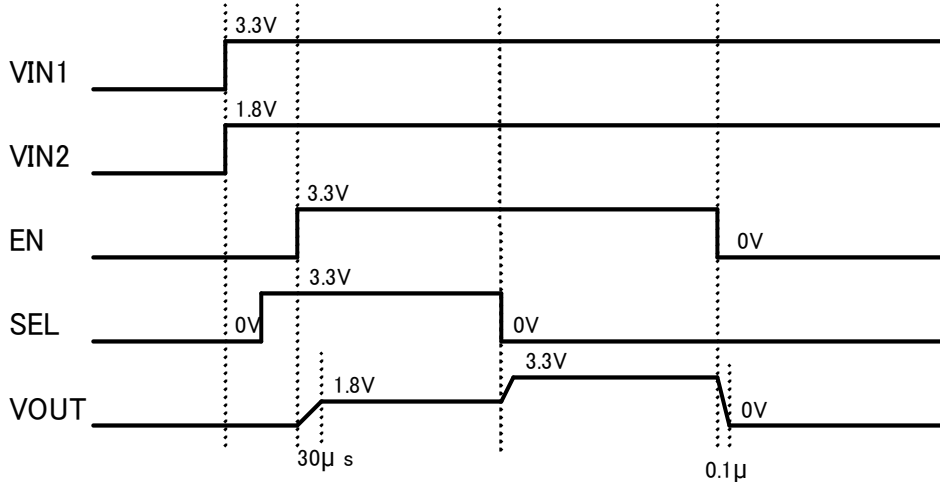 3.3V
VIN1
1.8V
VIN2
3.3V
EN
0V
3.3V
SEL
0V
0V
3.3V
1.8V
VOUT
0V
30μ s
0.1μ